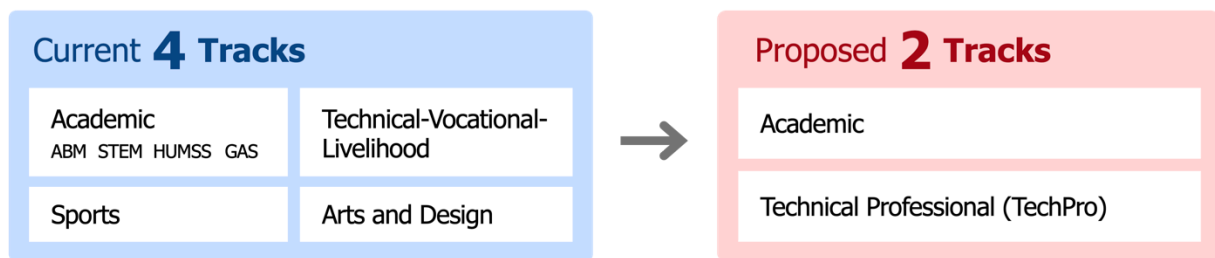 Current 4 Tracks
Academic
ABM STEM HUMSS GAS
Technical-Vocational-
Livelihood
Sports
Arts and Design
Proposed 2 Tracks
Academic
Technical Professional (TechPro)